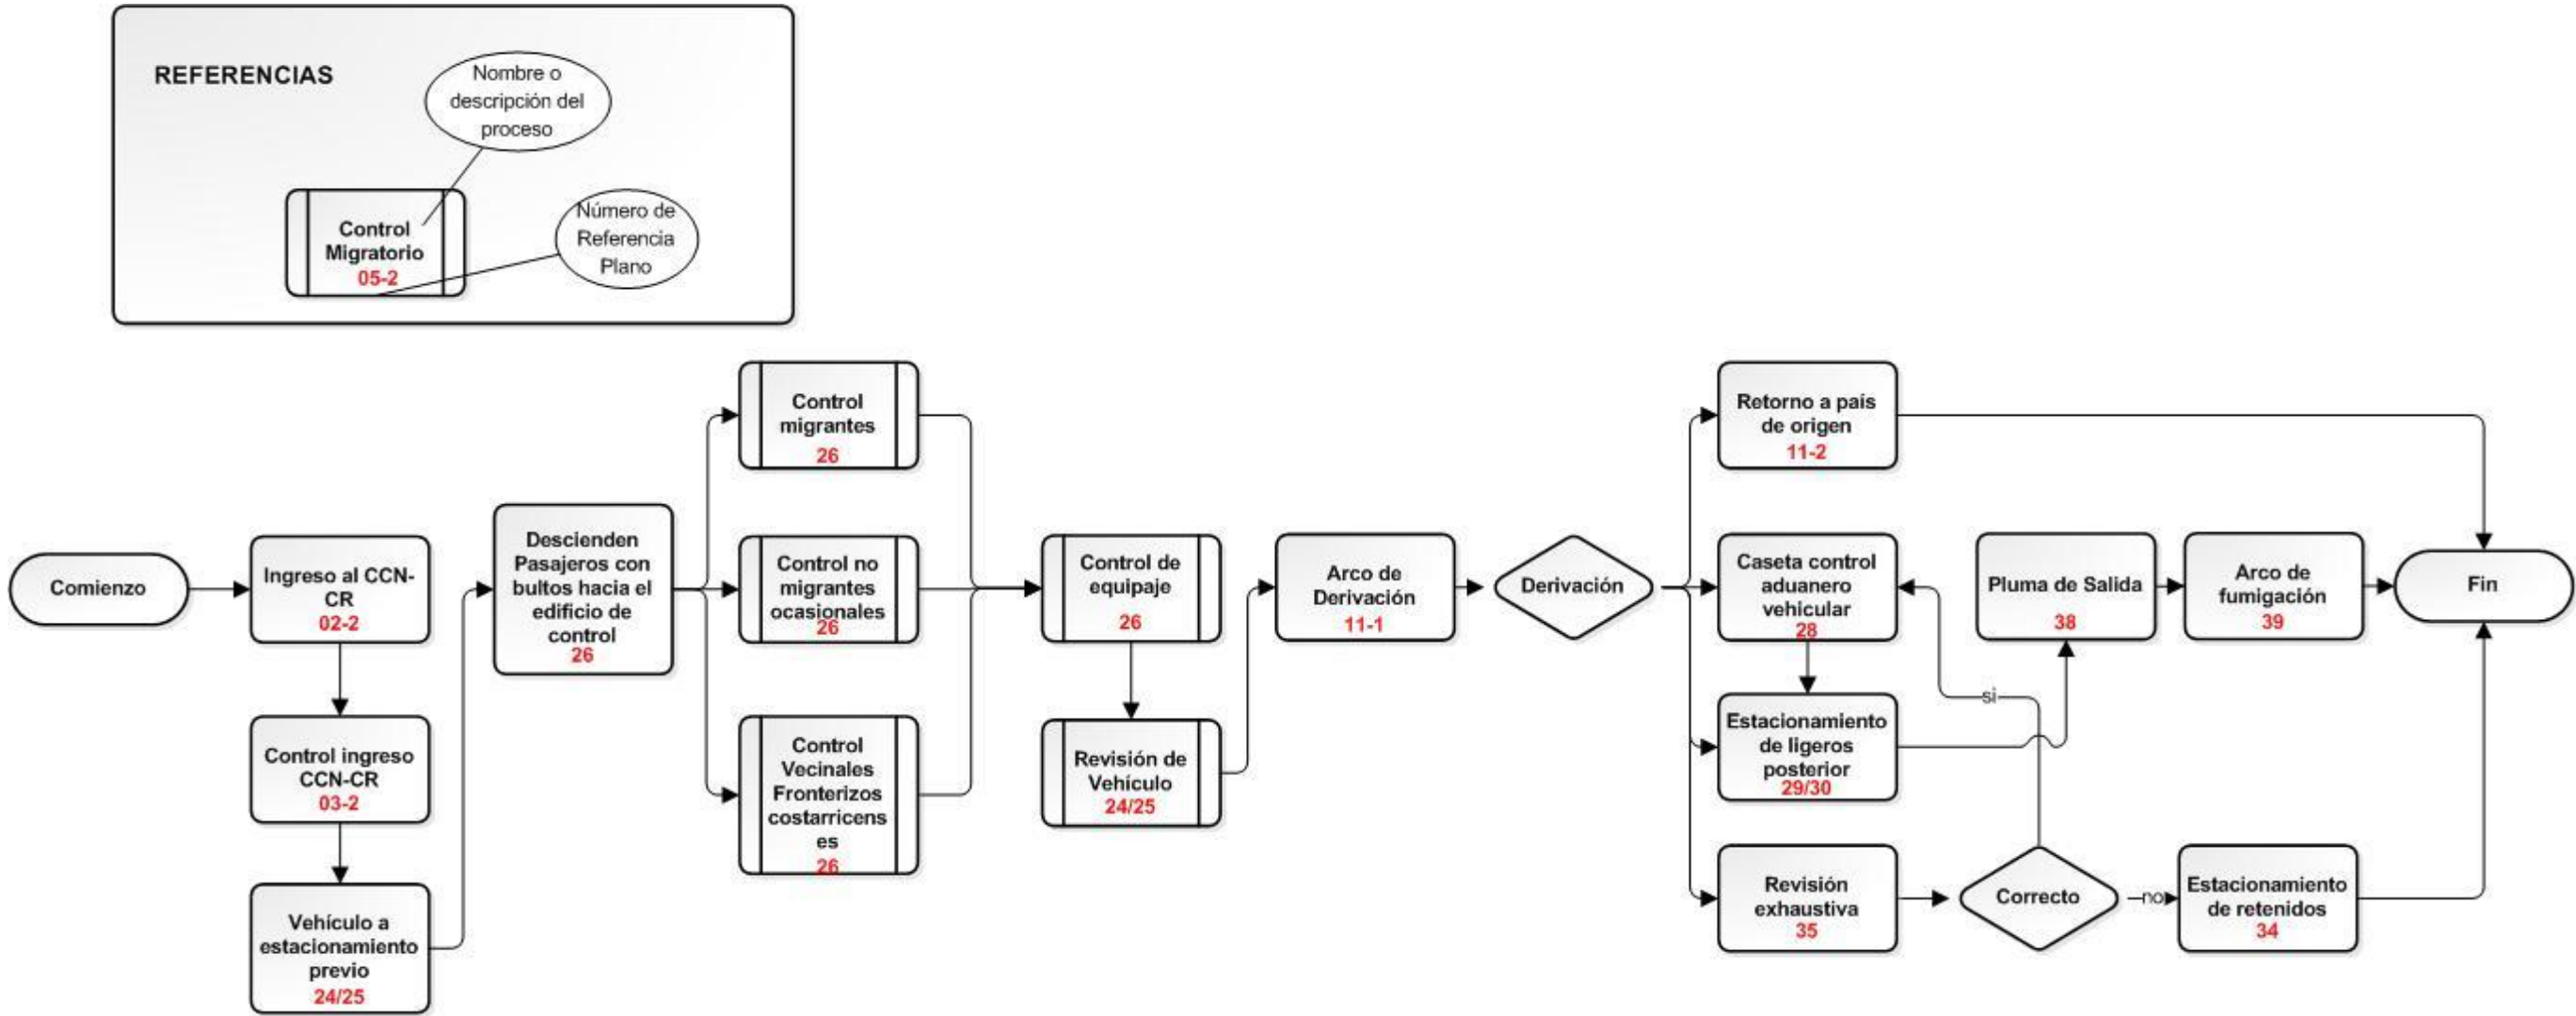 REFERENCIAS
Nombre o
descripción del
proceso
Control
Migratorio
05-2
Número de
Referencia
Plano
Comienzo
Ingreso al CCN-
CR
02-2
Control ingreso
CCN-CR
03-2
Vehículo a
estacionamiento
previo
24/25
Descienden
Pasajeros con
bultos hacia el
edificio de
control
26
Control
migrantes
26
Control no
migrantes
ocasionales
26
Control
Vecinales
Fronterizos
costarricens
es
26
Control de
equipaje
26
Revisión de
Vehículo
24/25
Arco de
Derivación
11-1
Derivación
Retorno a país
de origen
11-2
Caseta control
aduanero
vehicular
28
Estacionamiento
de ligeros
posterior
29/30
Revisión
exhaustiva
35
Correcto
si
no
Estacionamiento
de retenidos
34
Pluma de Salida
38
Arco de
fumigación
39
Fin